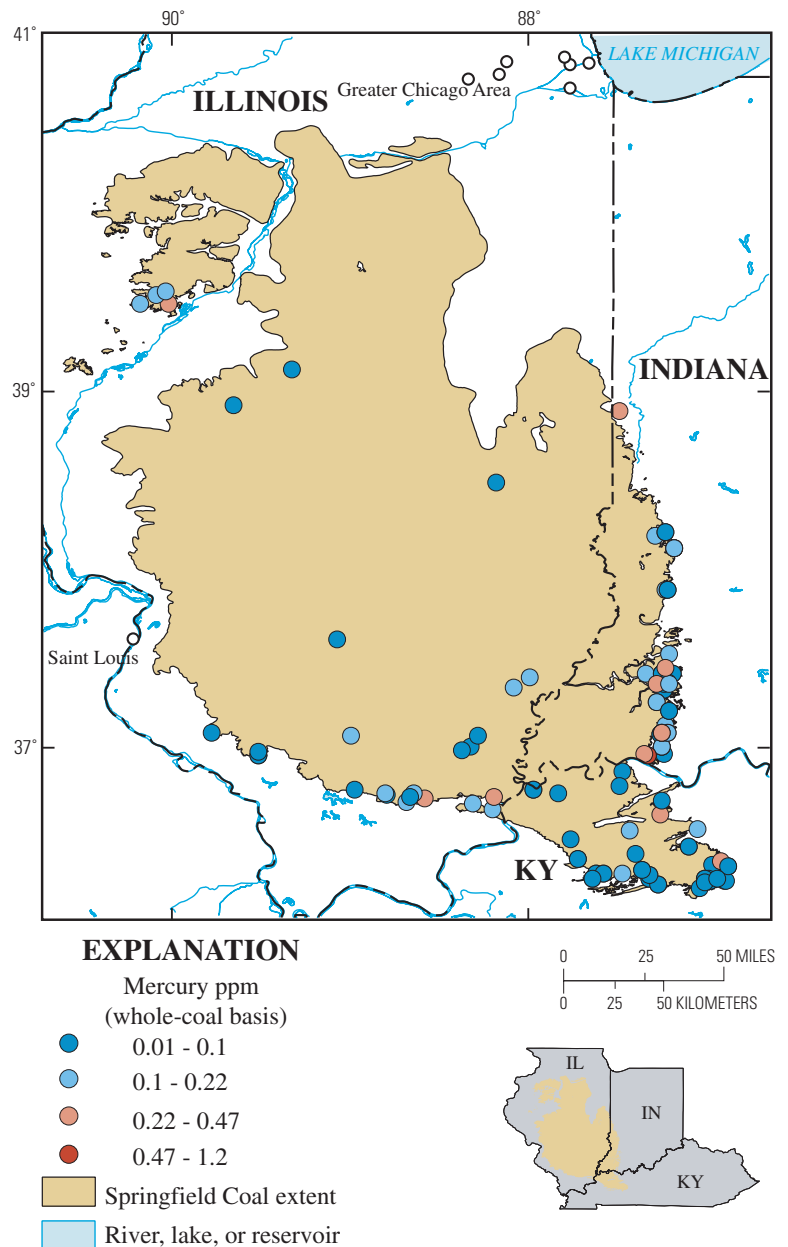 90°
88°
41°
LAKE MICHIGAN
Greater Chicago Area
ILLINOIS
INDIANA
39°
Saint Louis
37°
KY
EXPLANATION
Mercury ppm
(whole-coal basis)
0.01 - 0.1
0.1 - 0.22
0.22 - 0.47
0.47 - 1.2
Springfield Coal extent
River, lake, or reservoir
0 25 50 MILES
0 25 50 KILOMETERS
IL
IN
KY